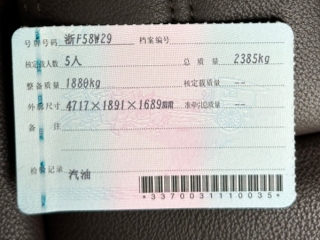 号牌号码 浙F58W29 档案编号
核定载人数 5人 总质量 2385kg
整备质量 1880kg 核定载质量 --
外廓尺寸 4717×1891×1689mm 准牵引总质量 --
备注
检验记录 汽油
*3370031110035*